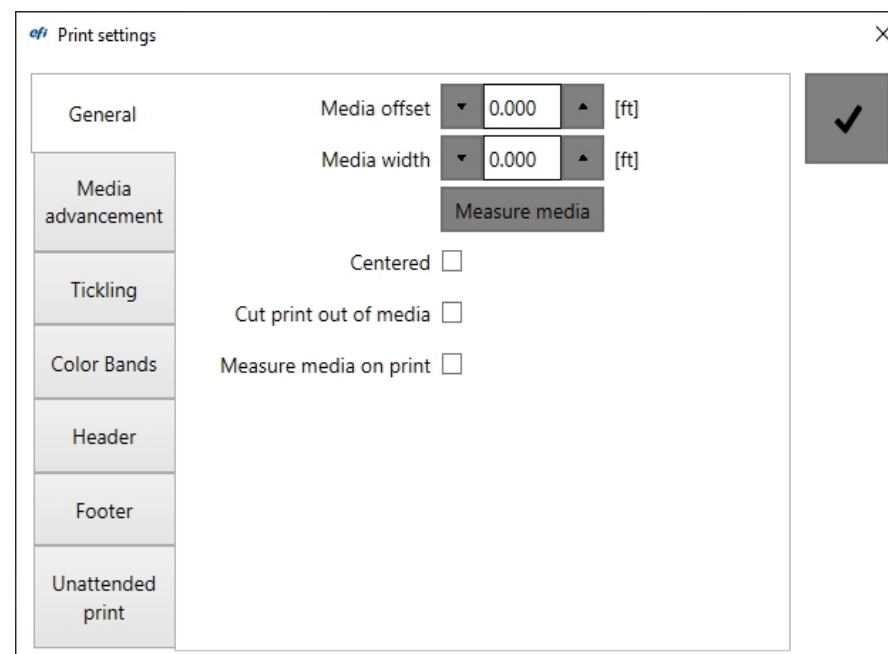 efi Print settings
General
Media
advancement
Tickling
Color Bands
Header
Footer
Unattended
print
Media offset 0.000 [ft]
Media width 0.000 [ft]
Measure media
Centered
Cut print out of media
Measure media on print